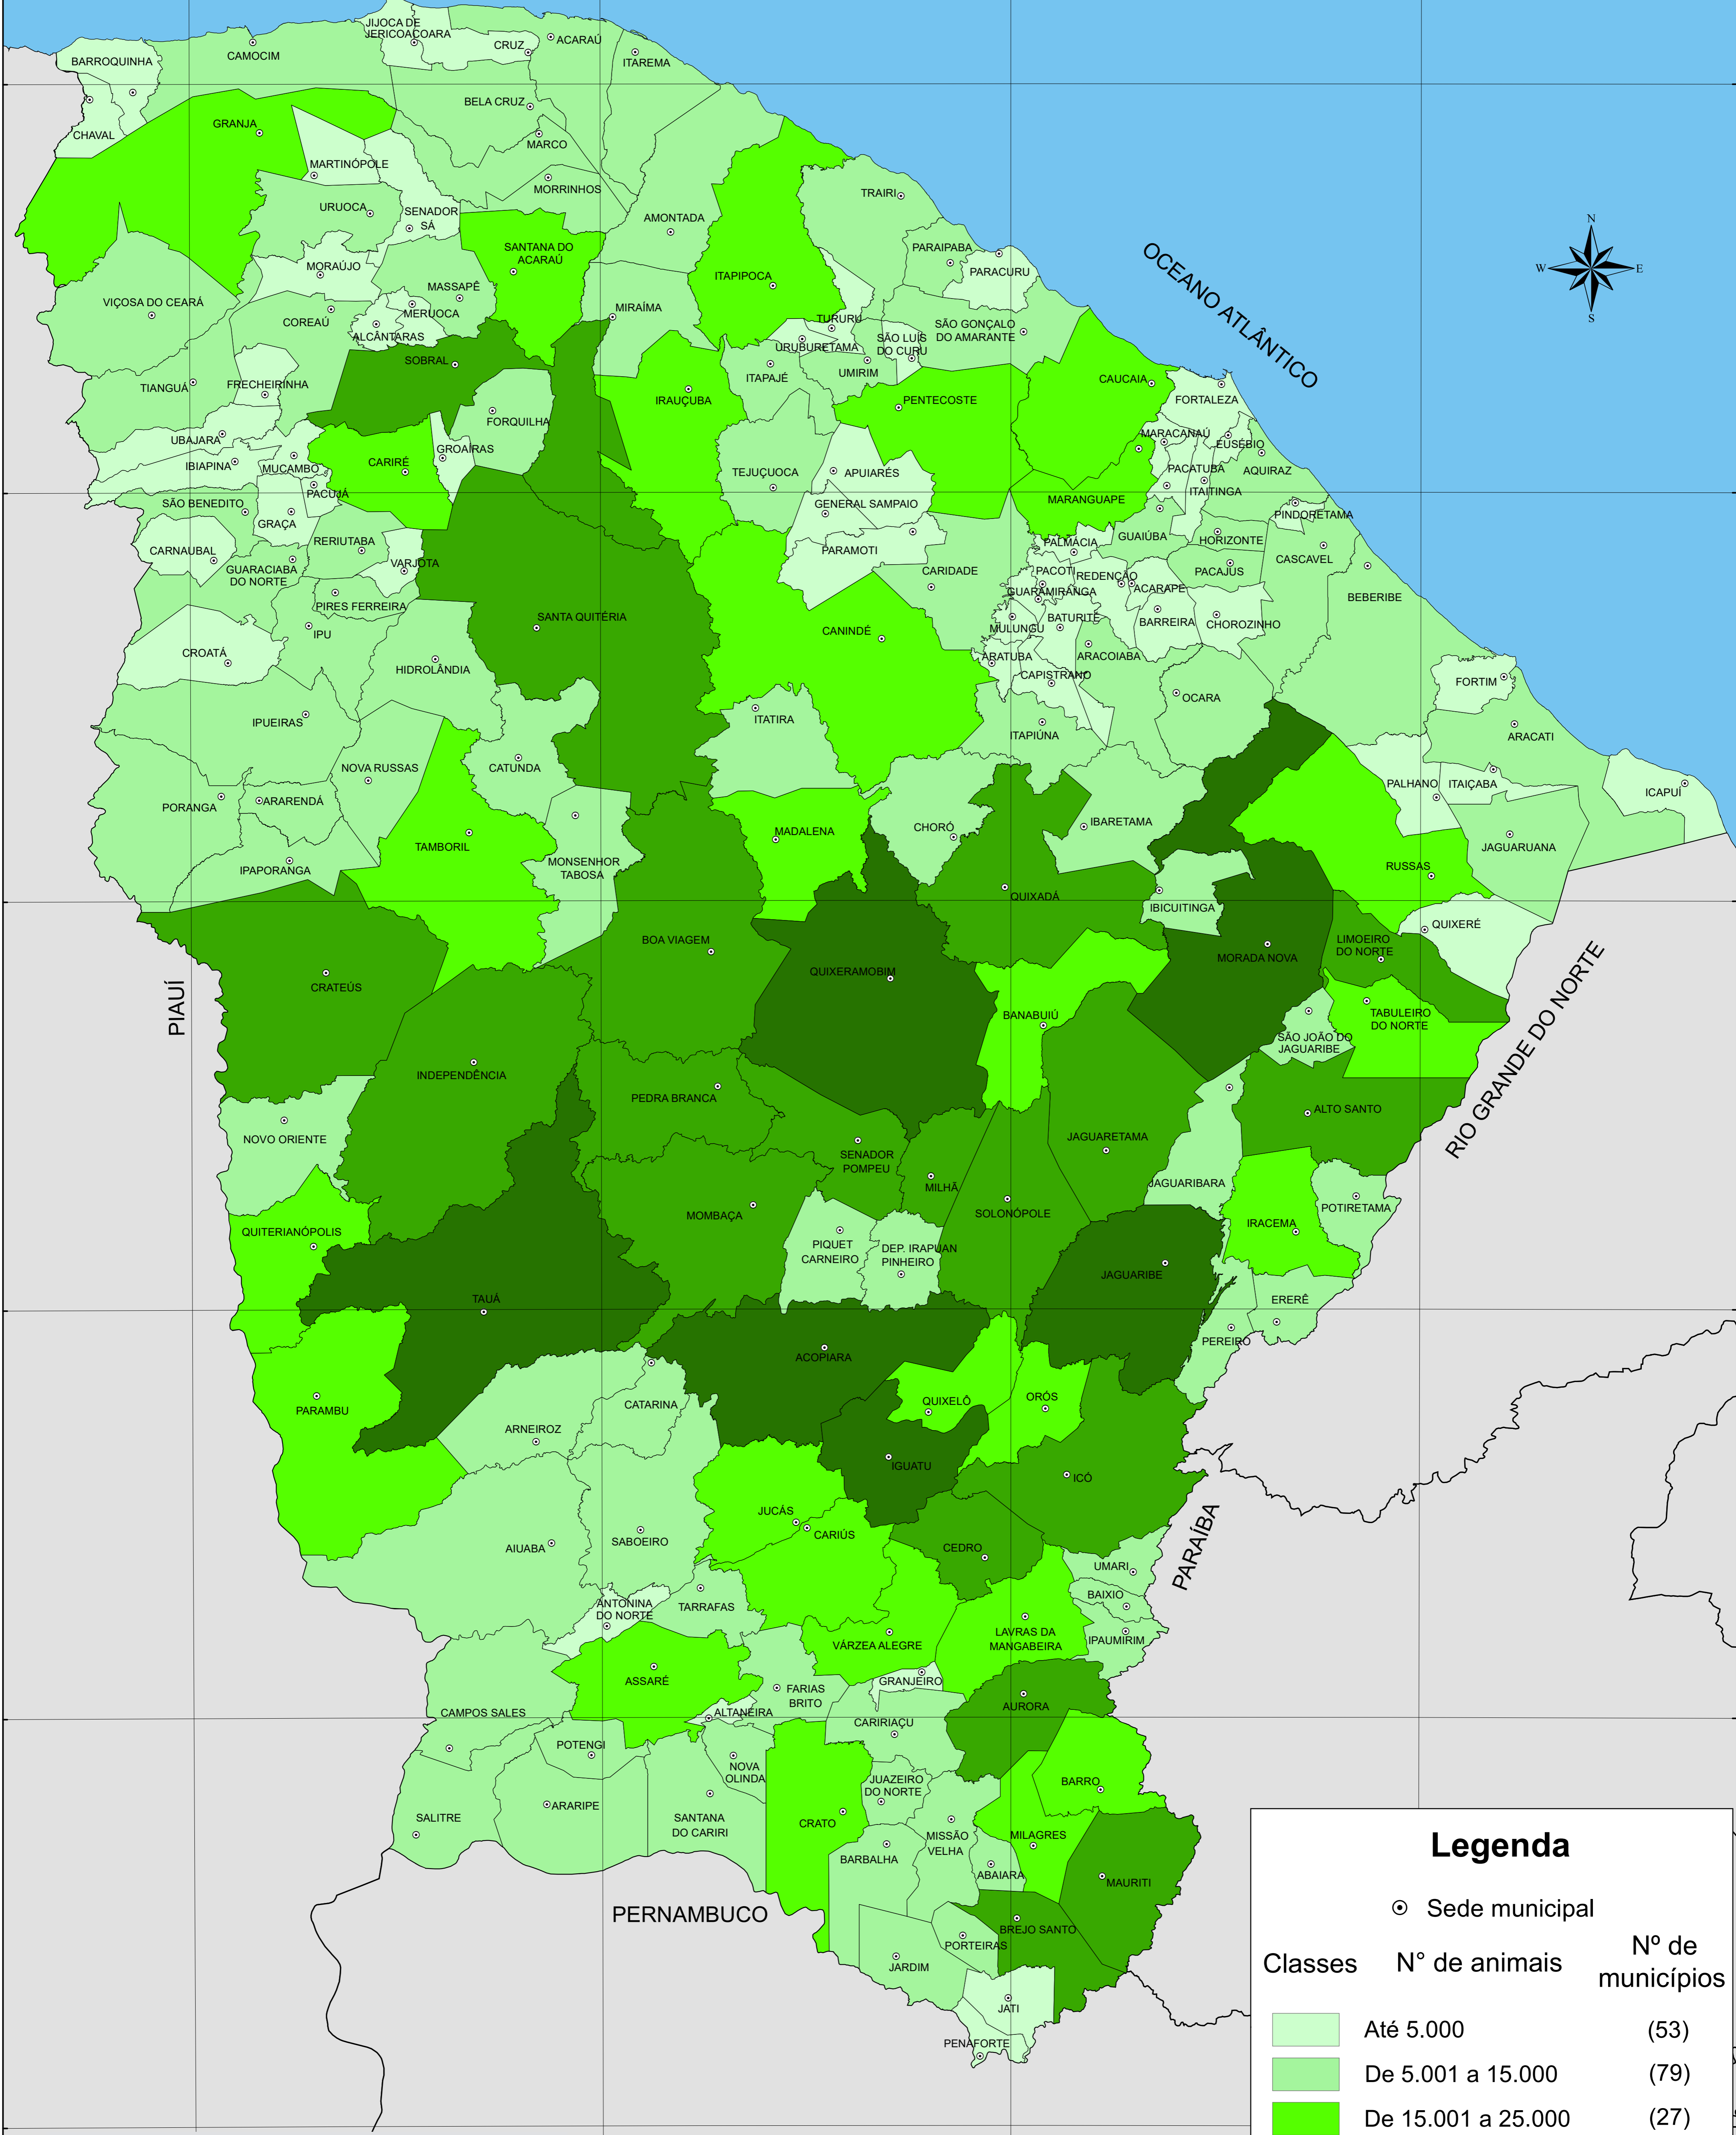 JIJOCA DE
JERICOACOARA
CRUZ
ACARAÚ
BARROQUINHA
CAMOCIM
ITAREMA
BELA CRUZ
CHAVAL
GRANJA
MARCO
MARTINÓPOLE
MORRINHOS
TRAIRI
URUOCA
SENADOR
SÁ
AMONTADA
SANTANA DO
ACARAÚ
PARAIPABA
PARACURU
MORAÚJO
ITAPIPOCA
MASSAPÊ
VIÇOSA DO CEARÁ
MERUOCA
MIRAÍMA
COREAÚ
TURURU
ALCÂNTARAS
SÃO GONÇALO
DO AMARANTE
SÃO LUÍS
DO CURU
URUBURETAMA
SOBRAL
UMIRIM
ITAPAJÉ
TIANGUÁ
FRECHEIRINHA
CAUCAIA
IRAUÇUBA
PENTECOSTE
FORTALEZA
FORQUILHA
OCEANO ATLÂNTICO
N
W
E
S
UBAJARA
MARACANAÚ
EUSÉBIO
GROAÍRAS
IBIAPINA
MUCAMBO
CARIRÉ
TEJUÇUOCA
APUIARÉS
PACATUBA
AQUIRAZ
PACUJÁ
ITAITINGA
SÃO BENEDITO
GENERAL SAMPAIO
MARANGUAPE
PINDORETAMA
GRAÇA
RERIUTABA
PARAMOTI
PALMÁCIA
GUAIÚBA
HORIZONTE
CARNAUBAL
VARJOTA
GUARACIABA
DO NORTE
CARIDADE
PACOTI
REDENÇÃO
PACAJUS
CASCAVEL
GUARAMIRANGA
ACARAPE
BEBERIBE
PIRES FERREIRA
SANTA QUITÉRIA
BATURITÉ
BARREIRA
CHOROZINHO
MULUNGU
IPU
CANINDÉ
CROATÁ
HIDROLÂNDIA
ARATUBA
ARACOIABA
CAPISTRANO
FORTIM
OCARA
IPUEIRAS
ITATIRA
ITAPIÚNA
ARACATI
NOVA RUSSAS
CATUNDA
PALHANO
ITAIÇABA
ICAPUÍ
PORANGA
ARARENDÁ
MADALENA
CHORÓ
IBARETAMA
TAMBORIL
JAGUARUANA
IPAPORANGA
MONSENHOR
TABOSA
RUSSAS
QUIXADÁ
IBICUITINGA
QUIXERÉ
BOA VIAGEM
LIMOEIRO
DO NORTE
MORADA NOVA
QUIXERAMOBIM
CRATEÚS
PIAUÍ
BANABUIÚ
TABULEIRO
DO NORTE
SÃO JOÃO DO
JAGUARIBE
RIO GRANDE DO NORTE
INDEPENDÊNCIA
PEDRA BRANCA
ALTO SANTO
NOVO ORIENTE
JAGUARETAMA
SENADOR
POMPEU
JAGUARIBARA
MILHÃ
POTIRETAMA
SOLONÓPOLE
MOMBAÇA
IRACEMA
QUITERIANÓPOLIS
PIQUET
CARNEIRO
DEP. IRAPUAN
PINHEIRO
JAGUARIBE
TAUÁ
ERERÊ
PEREIRO
ACOPIARA
ORÓS
QUIXELÔ
CATARINA
PARAMBU
ARNEIROZ
IGUATU
ICÓ
JUCÁS
CARIÚS
PARAÍBA
AIUABA
SABOEIRO
CEDRO
UMARI
BAIXIO
ANTONINA
DO NORTE
TARRAFAS
LAVRAS DA
MANGABEIRA
IPAUMIRIM
VÁRZEA ALEGRE
ASSARÉ
GRANJEIRO
FARIAS
BRITO
AURORA
CAMPOS SALES
ALTANEIRA
CARIRIAÇU
POTENGI
NOVA
OLINDA
JUAZEIRO
DO NORTE
BARRO
ARARIPE
SALITRE
SANTANA
DO CARIRI
CRATO
MISSÃO
VELHA
MILAGRES
BARBALHA
ABAIARA
MAURITI
PERNAMBUCO
BREJO SANTO
PORTEIRAS
JARDIM
JATI
PENAFORTE
Legenda
Sede municipal
Classes
N° de animais
Nº de
municípios
Até 5.000 (53)
De 5.001 a 15.000 (79)
De 15.001 a 25.000 (27)